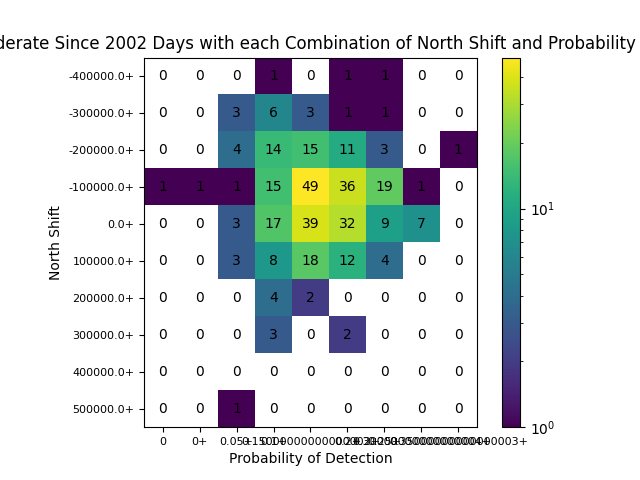 derate Since 2002 Days with each Combination of North Shift and Probability
-400000.0+ 0 0 0 1 0 1 1 0 0
-300000.0+ 0 0 3 6 3 1 1 0 0
-200000.0+ 0 0 4 14 15 11 3 0 1
-100000.0+ 1 1 1 15 49 36 19 1 0
0.0+ 0 0 3 17 39 32 9 7 0
100000.0+ 0 0 3 8 18 12 4 0 0
200000.0+ 0 0 0 4 2 0 0 0 0
300000.0+ 0 0 0 3 0 2 0 0 0
400000.0+ 0 0 0 0 0 0 0 0 0
500000.0+ 0 0 1 0 0 0 0 0 0
0 0+
Probability of Detection
North Shift
10¹
10⁰